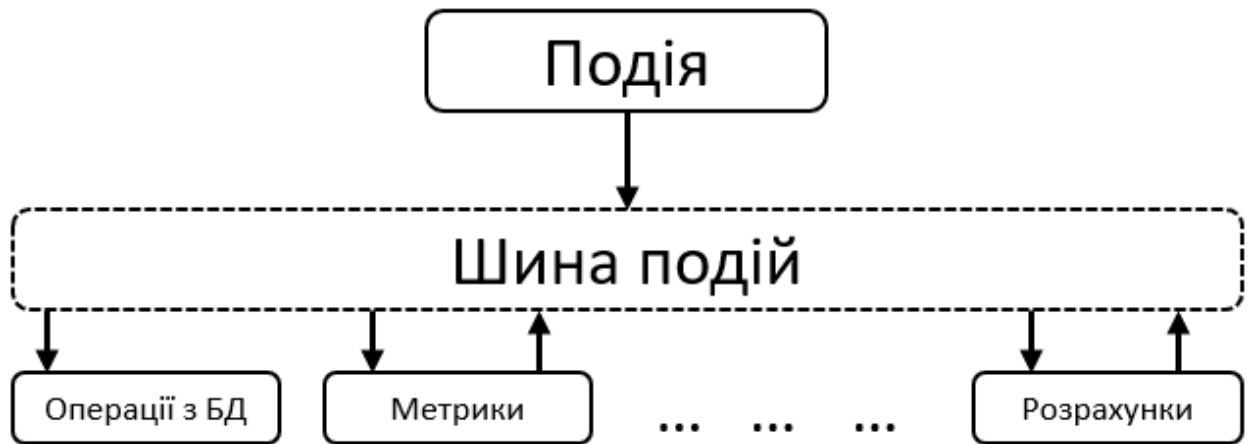 Подія
Шина подій
Операції з БД
Метрики
... ... ...
Розрахунки